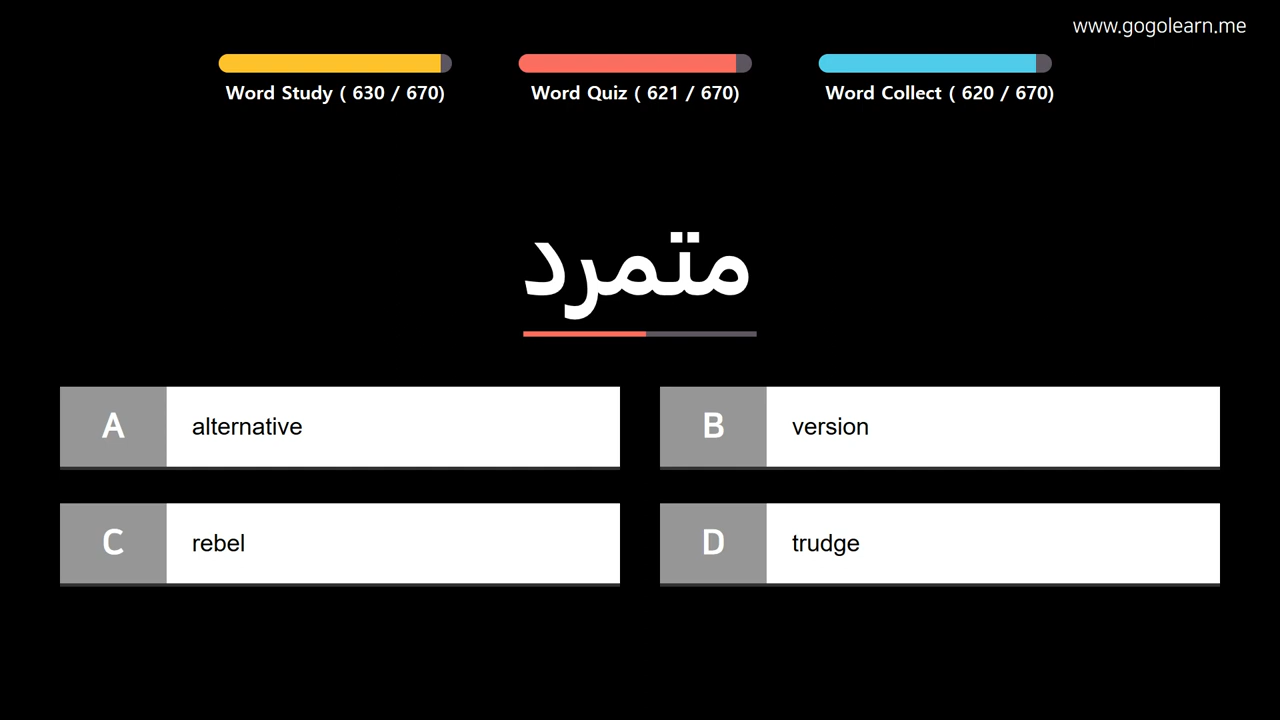 www.gogolearn.me
Word Study ( 630 / 670)
Word Quiz ( 621 / 670)
Word Collect ( 620 / 670)
متمرد
A alternative
B version
C rebel
D trudge